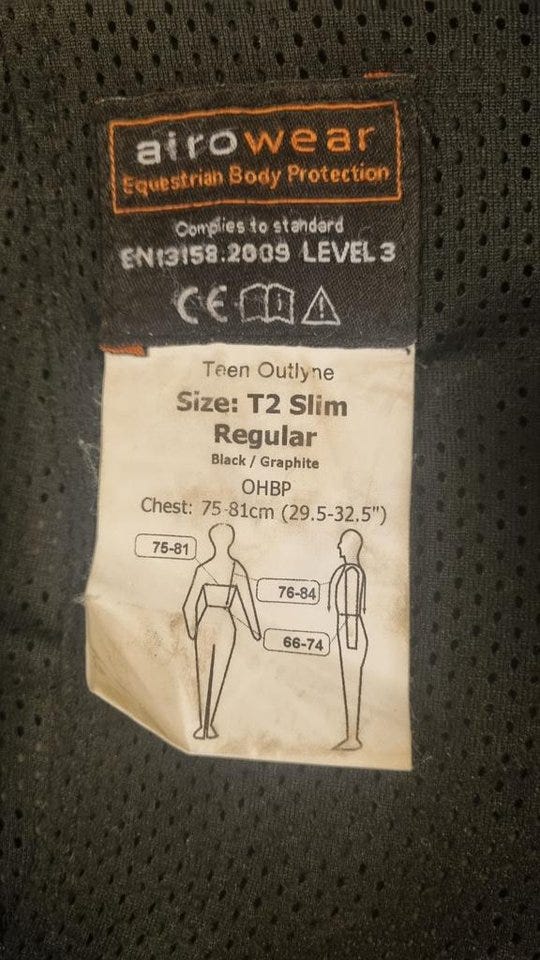 airowear
Equestrian Body Protection
Complies to standard
EN13158:2009 LEVEL 3
CE
Teen Outlyne
Size: T2 Slim
Regular
Black / Graphite
OHBP
Chest: 75-81cm (29.5-32.5")
75-81
76-84
66-74